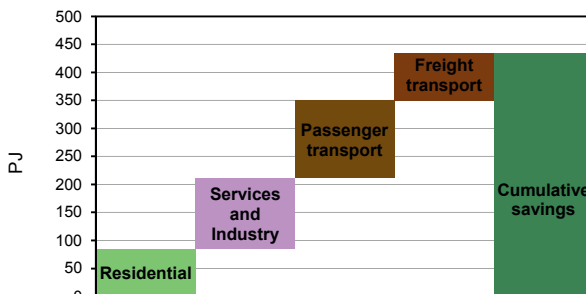 500
450
400
350
300
250
200
150
100
50
0
PJ
Residential
Services
and
Industry
Passenger
transport
Freight
transport
Cumulative
savings